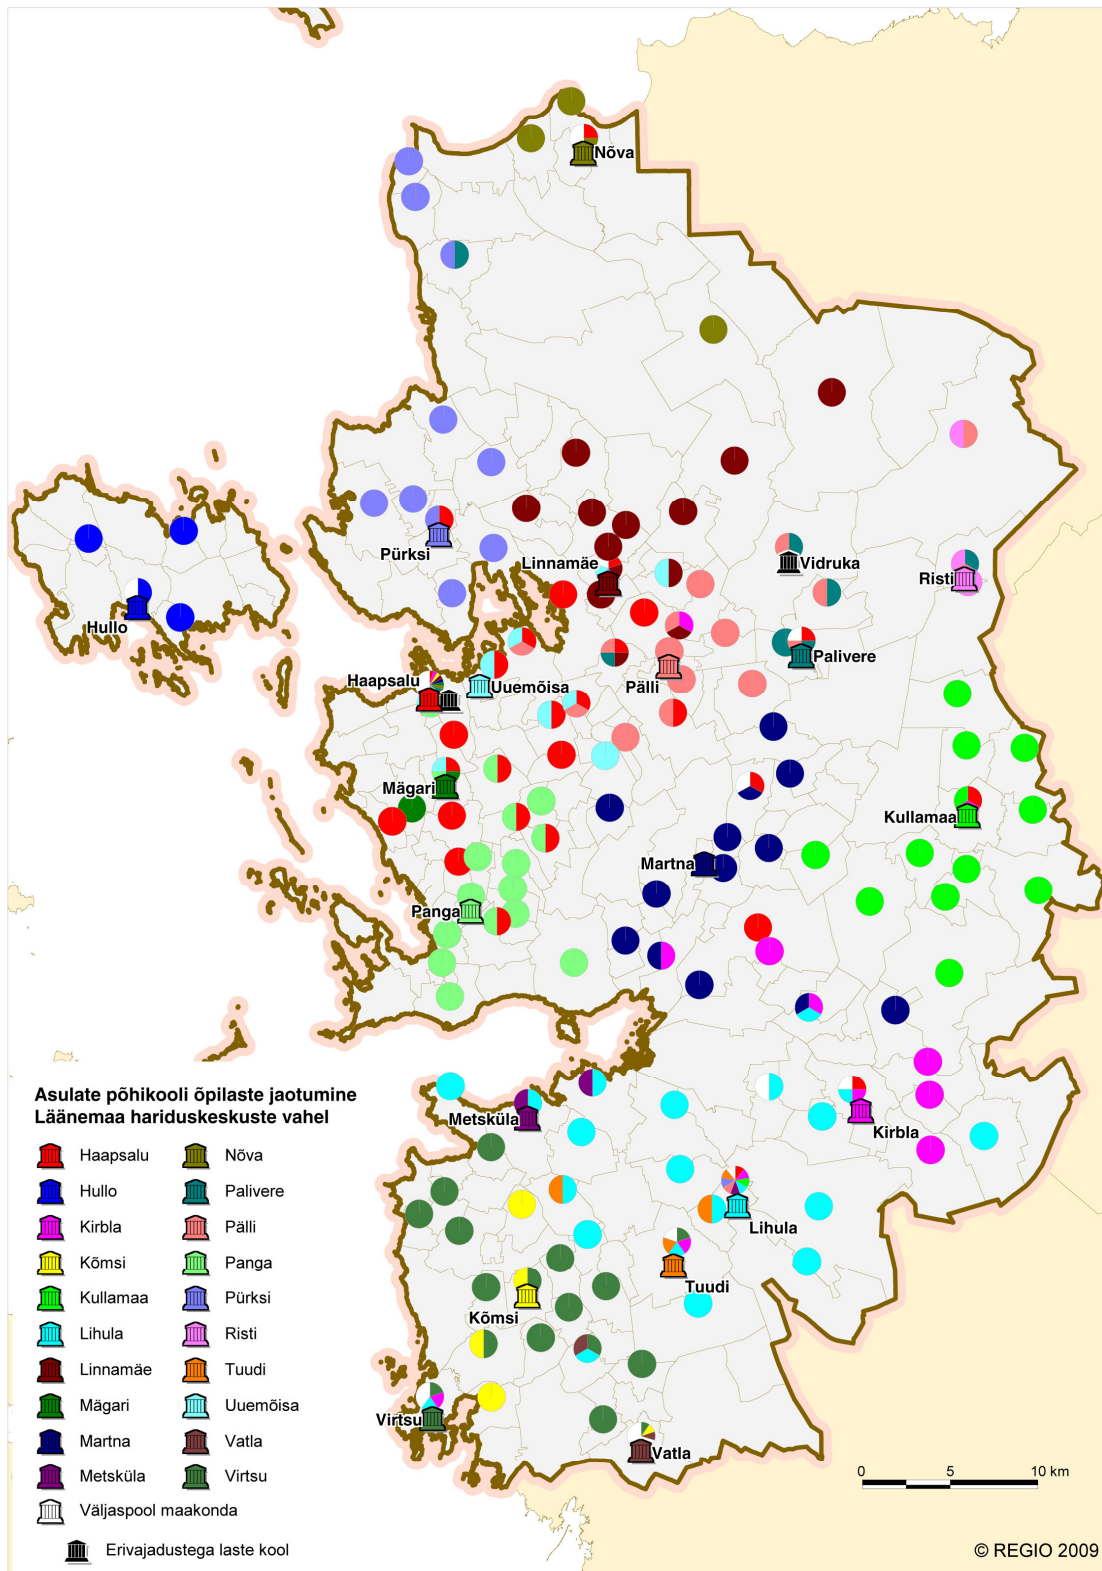 Nõva
Pürksi
Linnamäe
Vidruka
Risti
Hullo
Palivere
Haapsalu
Uuemõisa
Pälli
Mägari
Kullamaa
Martna
Panga
Metsküla
Kirbla
Lihula
Tuudi
Kõmsi
Virtsu
Vatla
Asulate põhikooli õpilaste jaotumine
Läänemaa hariduskeskuste vahel
Haapsalu
Hullo
Kirbla
Kõmsi
Kullamaa
Lihula
Linnamäe
Mägari
Martna
Metsküla
Nõva
Palivere
Pälli
Panga
Pürksi
Risti
Tuudi
Uuemõisa
Vatla
Virtsu
Väljaspool maakonda
Erivajadustega laste kool
0 5 10 km
© REGIO 2009